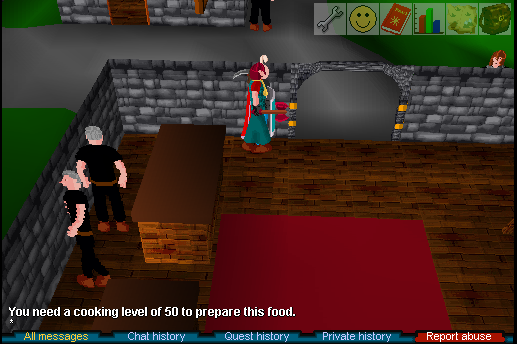 You need a cooking level of 50 to prepare this food.
*
All messages Chat history Quest history Private history Report abuse